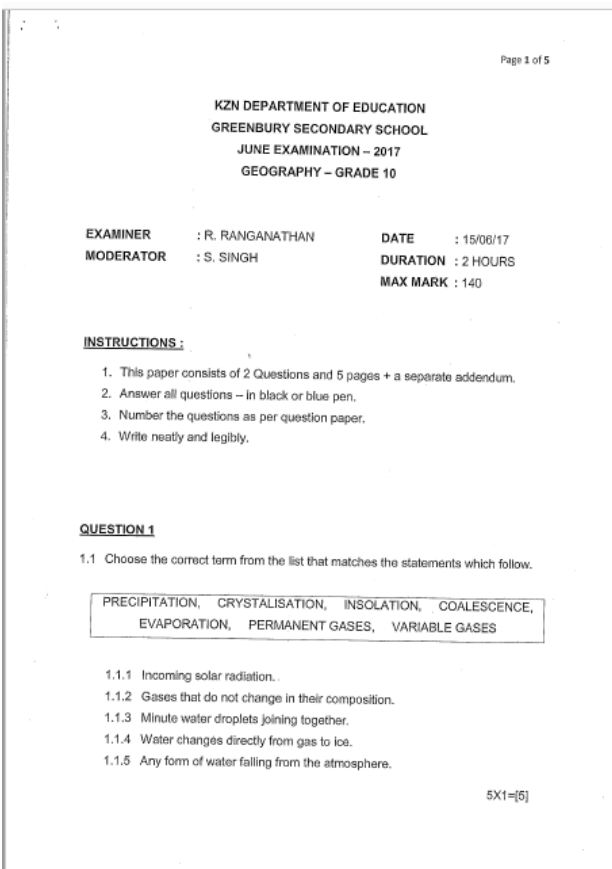 Page 1 of 5
KZN DEPARTMENT OF EDUCATION
GREENBURY SECONDARY SCHOOL
JUNE EXAMINATION – 2017
GEOGRAPHY – GRADE 10
EXAMINER : R. RANGANATHAN DATE : 15/06/17
MODERATOR : S. SINGH DURATION : 2 HOURS
MAX MARK : 140
INSTRUCTIONS :
1. This paper consists of 2 Questions and 5 pages + a separate addendum.
2. Answer all questions – in black or blue pen.
3. Number the questions as per question paper.
4. Write neatly and legibly.
QUESTION 1
1.1 Choose the correct term from the list that matches the statements which follow.
PRECIPITATION, CRYSTALISATION, INSOLATION, COALESCENCE,
EVAPORATION, PERMANENT GASES, VARIABLE GASES
1.1.1 Incoming solar radiation.
1.1.2 Gases that do not change in their composition.
1.1.3 Minute water droplets joining together.
1.1.4 Water changes directly from gas to ice.
1.1.5 Any form of water falling from the atmosphere.
5X1=[5]